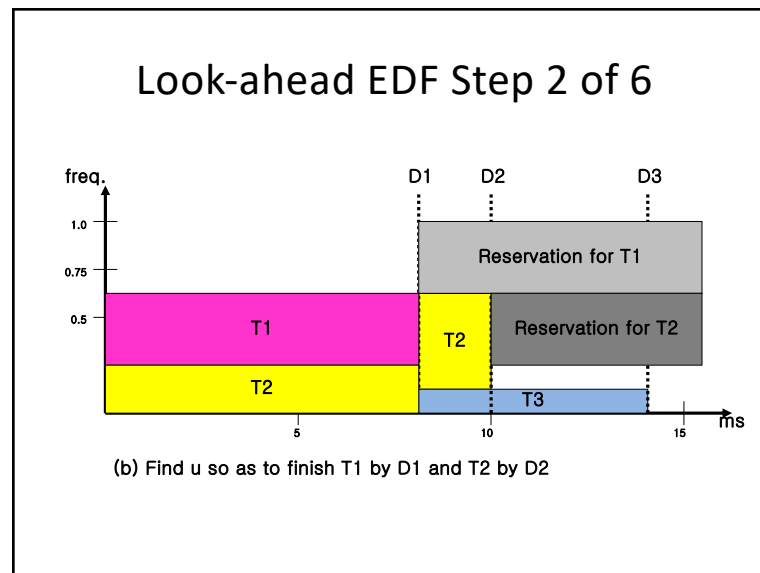 Look-ahead EDF Step 2 of 6
freq.
D1 D2 D3
1.0
Reservation for T1
0.75
0.5
T1
T2
Reservation for T2
T2
T3
5 10 15
ms
(b) Find u so as to finish T1 by D1 and T2 by D2